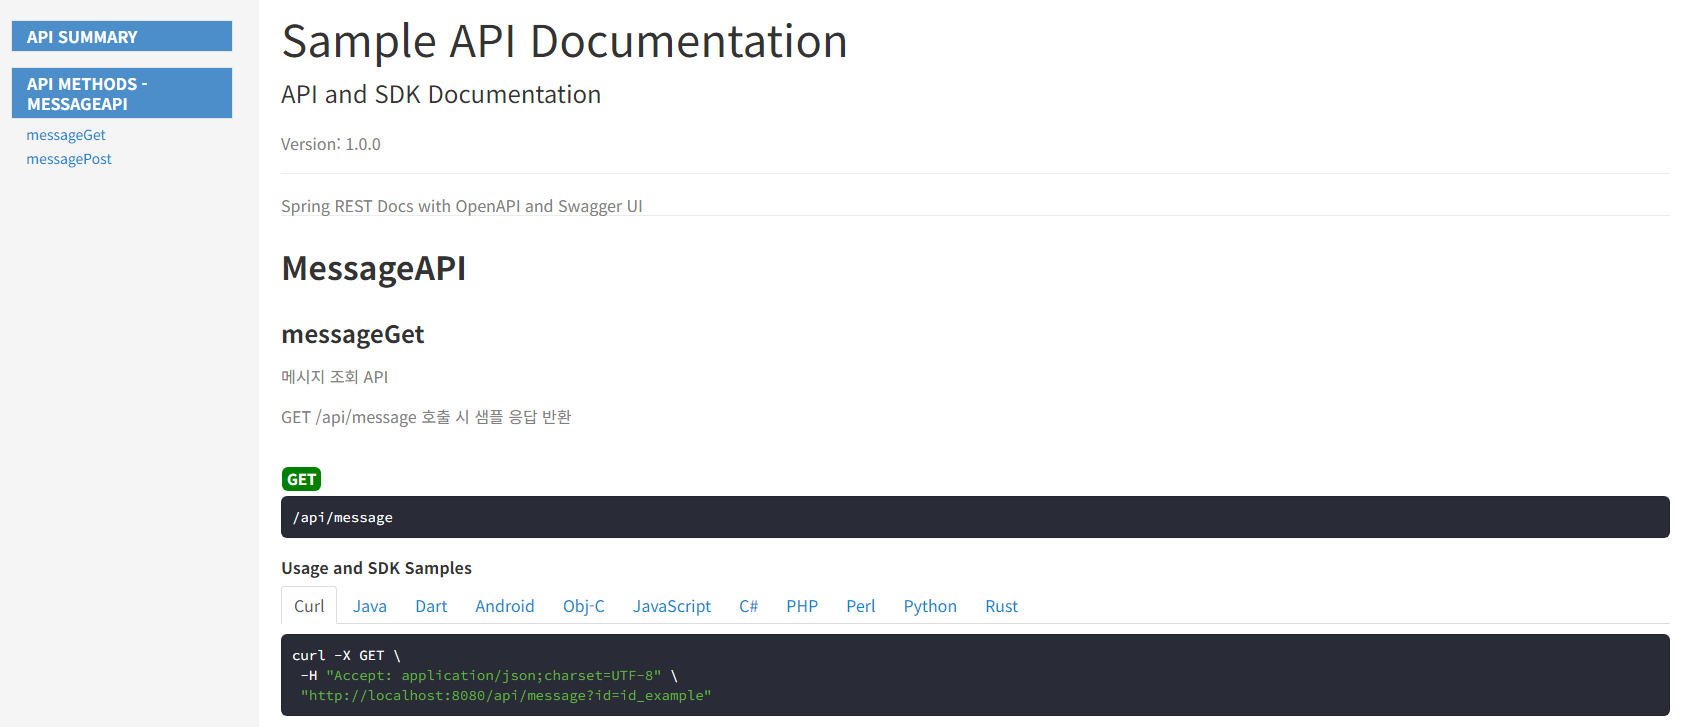 API SUMMARY
API METHODS -
MESSAGEAPI
messageGet
messagePost
Sample API Documentation
API and SDK Documentation
Version: 1.0.0
Spring REST Docs with OpenAPI and Swagger UI
MessageAPI
messageGet
메시지 조회 API
GET /api/message 호출 시 샘플 응답 반환
GET
/api/message
Usage and SDK Samples
Curl Java Dart Android Obj-C JavaScript C# PHP Perl Python Rust
curl -X GET \
-H "Accept: application/json;charset=UTF-8" \
"http://localhost:8080/api/message?id=id_example"